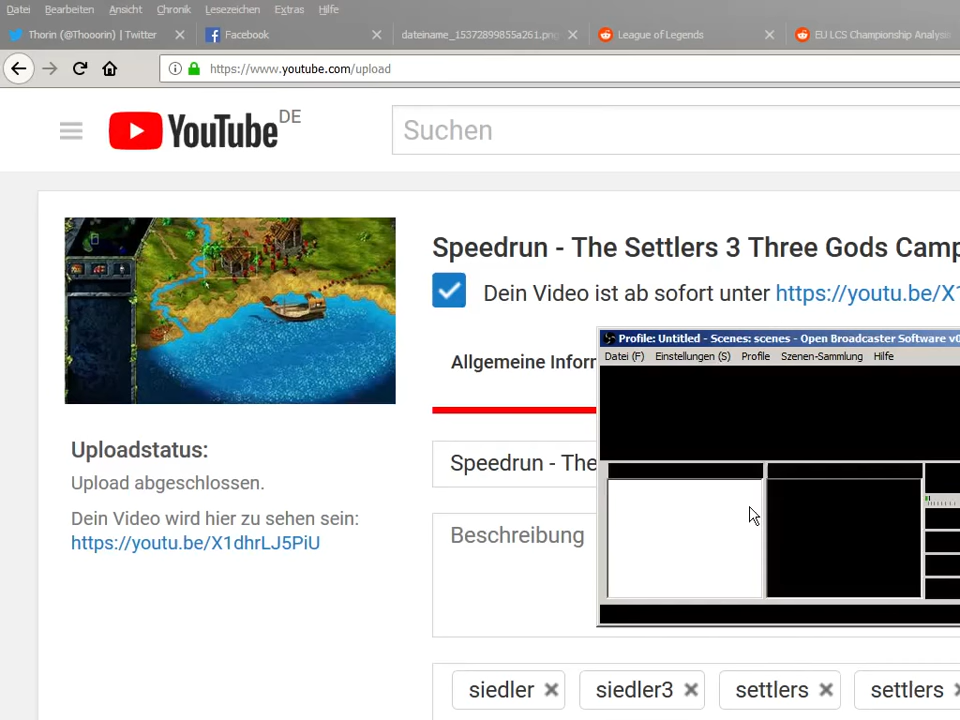 Datei Bearbeiten Ansicht Chronik Lesezeichen Extras Hilfe
Thorin (@Thooorin) | Twitter Facebook dateiname_15372899855a261.png League of Legends EU LCS Championship Analysis
https://www.youtube.com/upload
YouTube DE Suchen
Speedrun - The Settlers 3 Three Gods Camp
Dein Video ist ab sofort unter https://youtu.be/X1
Profile: Untitled - Scenes: scenes - Open Broadcaster Software v0
Datei (F) Einstellungen (S) Profile Szenen-Sammlung Hilfe
Allgemeine Inform
Uploadstatus:
Speedrun - The
Upload abgeschlossen.
Dein Video wird hier zu sehen sein:
https://youtu.be/X1dhrLJ5PiU
Beschreibung
siedler siedler3 settlers settlers